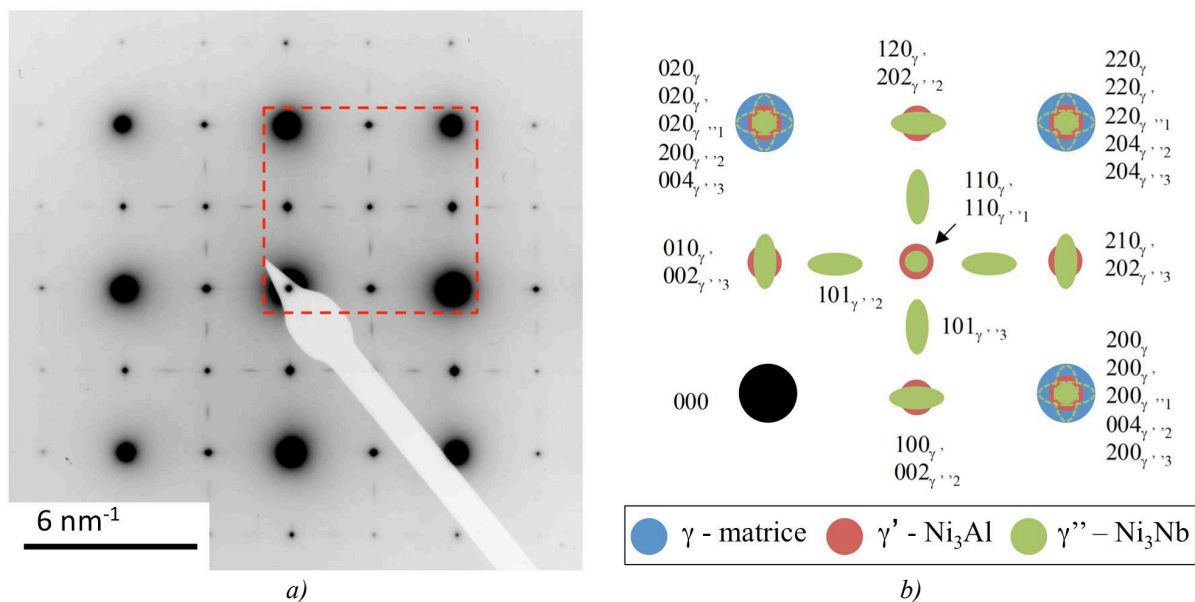 6 nm-1
a)
020γ
020γ’
020γ’’1
200γ’’2
004γ’’3
120γ’
202γ’’2
220γ
220γ’
220γ’’1
204γ’’2
204γ’’3
110γ’
110γ’’1
010γ’
002γ’’3
101γ’’2
210γ’
202γ’’3
101γ’’3
000
100γ’
002γ’’2
200γ
200γ’
200γ’’1
004γ’’2
200γ’’3
γ - matrice γ’ - Ni3Al γ’’ – Ni3Nb
b)